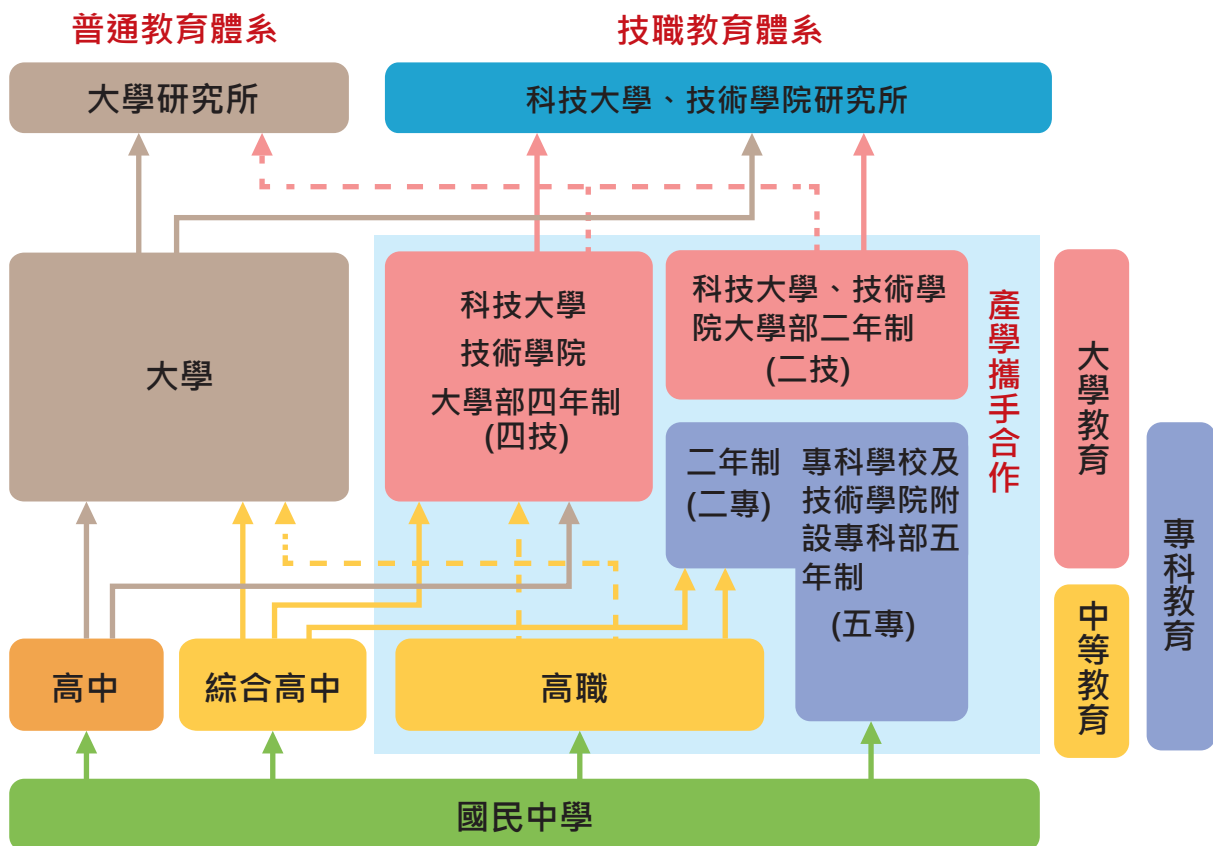 普通教育體系
技職教育體系
大學研究所
科技大學、技術學院研究所
大學
科技大學
技術學院
大學部四年制
(四技)
科技大學、技術學
院大學部二年制
(二技)
二年制
(二專)
專科學校及
技術學院附
設專科部五
年制
(五專)
產學攜手合作
大學教育
中等教育
專科教育
高中
綜合高中
高職
國民中學